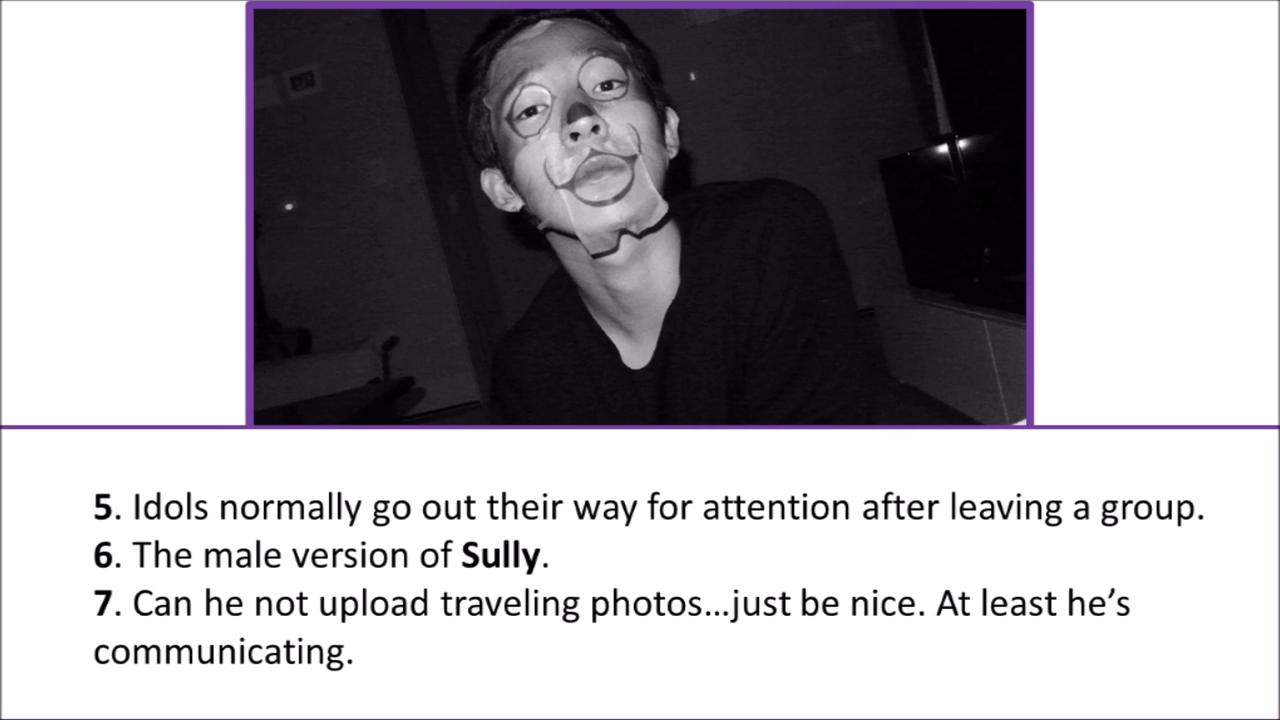 5. Idols normally go out their way for attention after leaving a group.
6. The male version of Sully.
7. Can he not upload traveling photos…just be nice. At least he’s
communicating.